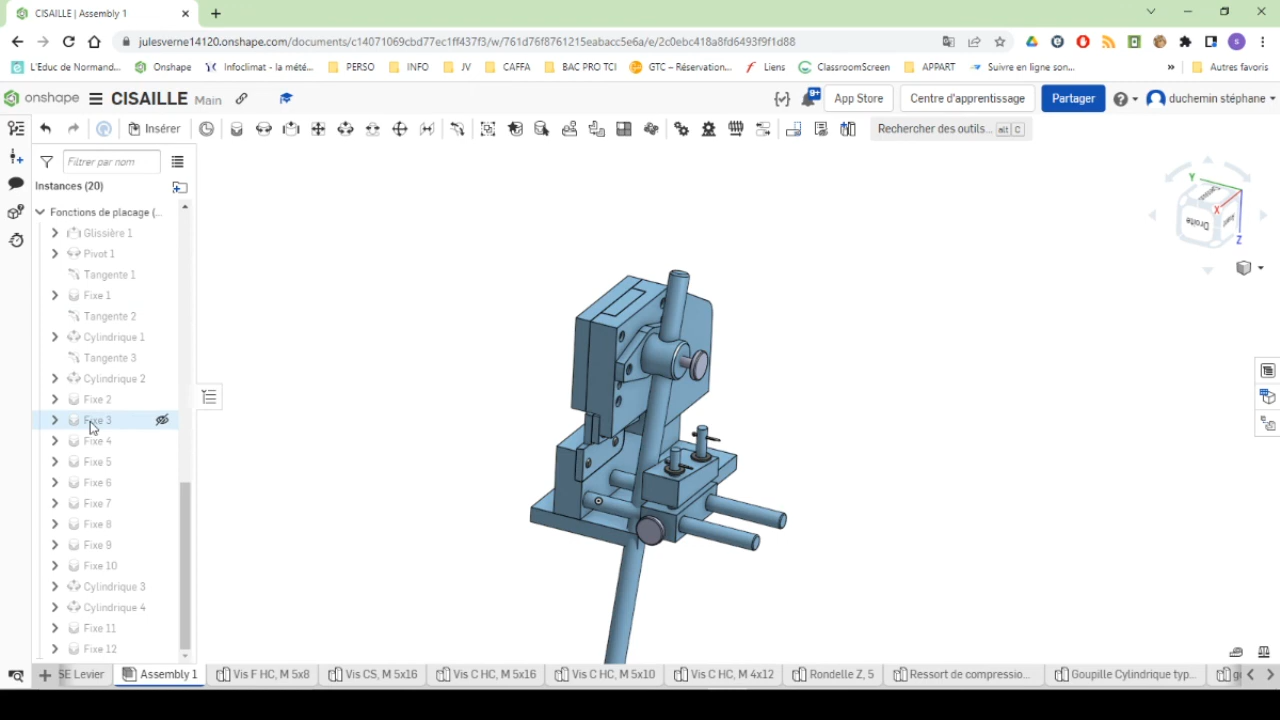 CISAILLE | Assembly 1
julesverne14120.onshape.com/documents/c14071069cbd77ec1ff437f3/w/761d76f8761215eabacc5e6a/e/2c0ebc418a8fd6493f9f1d88
L'Educ de Normand... Onshape Infoclimat - la mété... PERSO INFO JV CAFFA BAC PRO TCI GTC – Réservation... Liens ClassroomScreen APPART Suivre en ligne son... » Autres favoris
onshape CISAILLE Main 9+ App Store Centre d'apprentissage Partager duchemin stéphane
Insérer Rechercher des outils... alt C
Filtrer par nom
Instances (20)
Fonctions de placage (...
Glissière 1
Pivot 1
Tangente 1
Fixe 1
Tangente 2
Cylindrique 1
Tangente 3
Cylindrique 2
Fixe 2
Fixe 3
Fixe 4
Fixe 5
Fixe 6
Fixe 7
Fixe 8
Fixe 9
Fixe 10
Cylindrique 3
Cylindrique 4
Fixe 11
Fixe 12
Y
X
Droite
Z
SE Levier Assembly 1 Vis F HC, M 5x8 Vis CS, M 5x16 Vis C HC, M 5x16 Vis C HC, M 5x10 Vis C HC, M 4x12 Rondelle Z, 5 Ressort de compressio... Goupille Cylindrique typ...